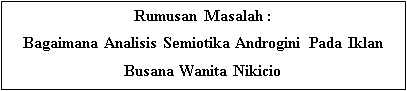 Rumusan Masalah :
Bagaimana Analisis Semiotika Androgini Pada Iklan
Busana Wanita Nikicio